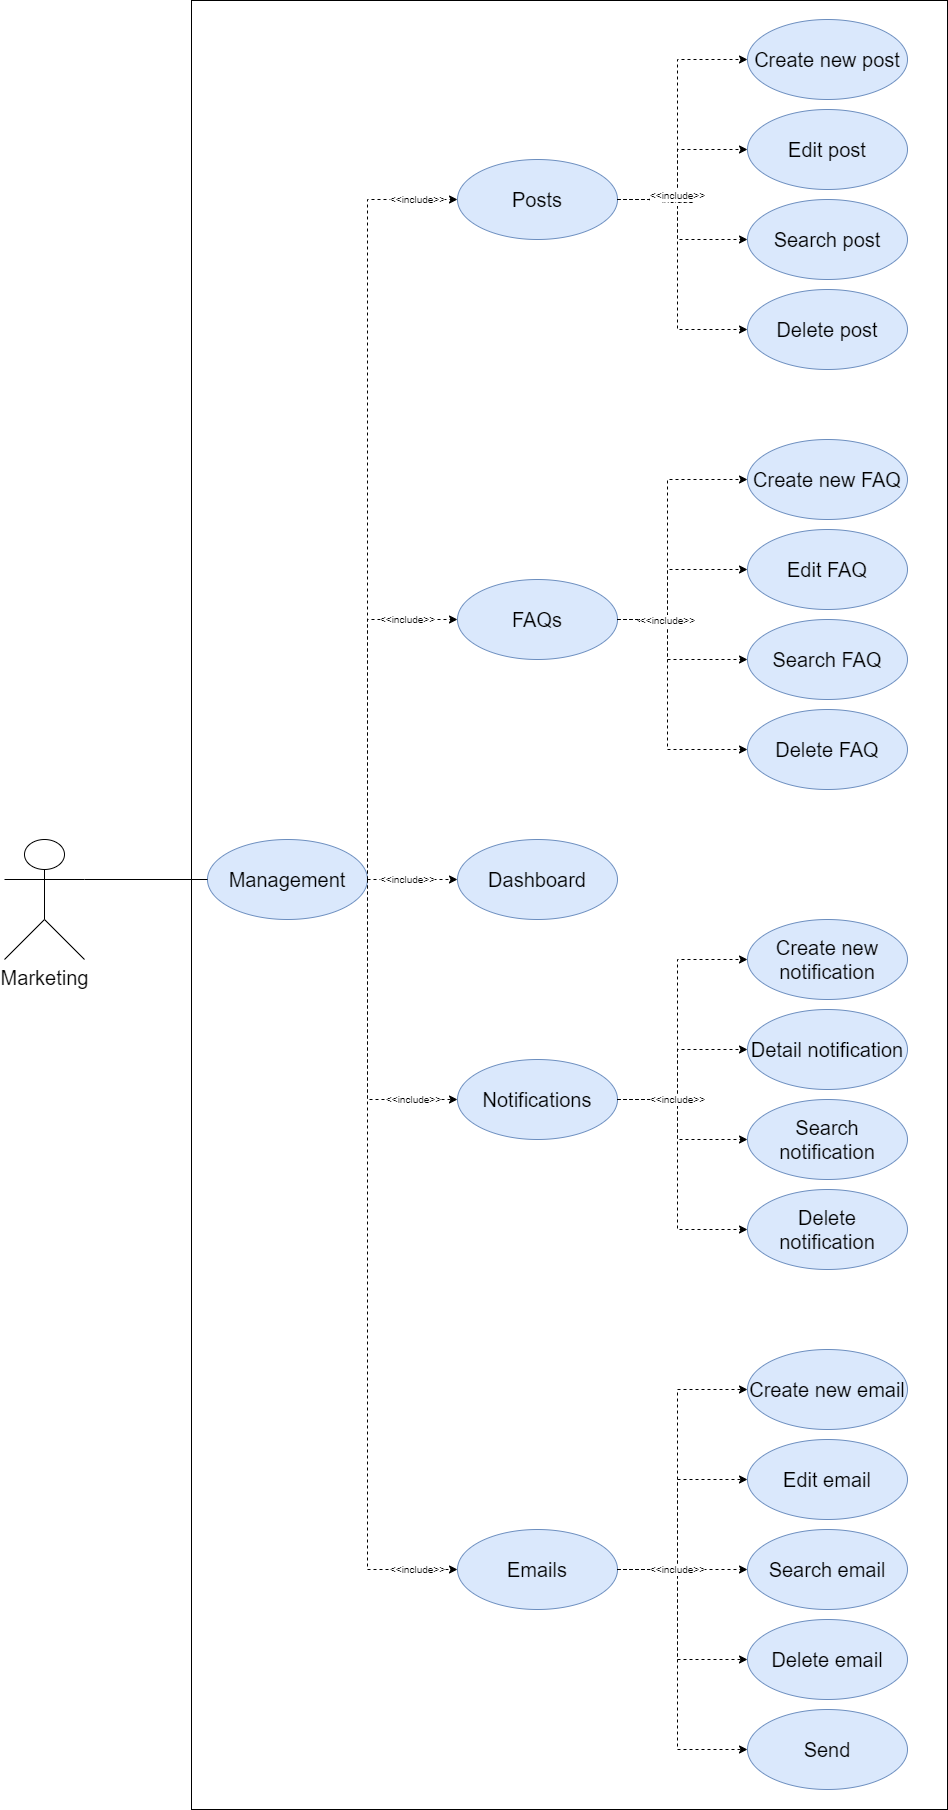 Create new post
Edit post
<<include>>
Posts
<<include>>
Search post
Delete post
Create new FAQ
Edit FAQ
<<include>>
FAQs
<<include>>
Search FAQ
Delete FAQ
Marketing
Management
<<include>>
Dashboard
Create new
notification
Detail notification
<<include>>
Notifications
<<include>>
Search
notification
Delete
notification
Create new email
Edit email
<<include>>
Emails
<<include>>
Search email
Delete email
Send